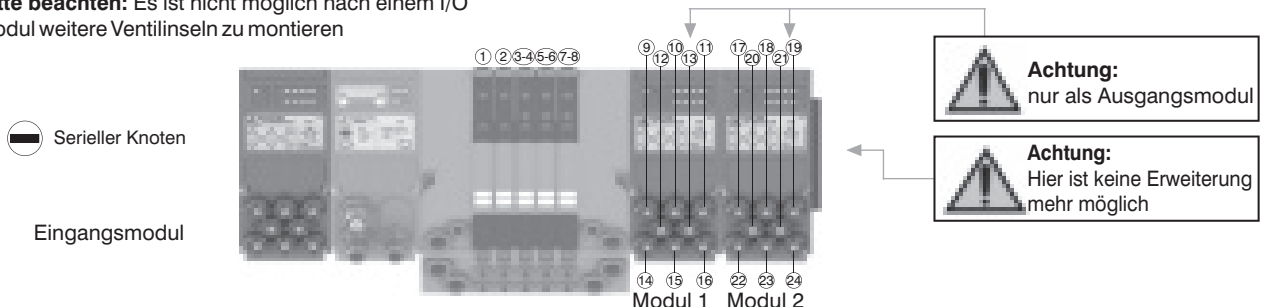 tte beachten: Es ist nicht möglich nach einem I/O
odul weitere Ventilinseln zu montieren
① ② 3-4 5-6 7-8
⑨ ⑩ ⑪
⑫ ⑬
⑰ ⑱ ⑲
⑳ ㉑
Achtung:
nur als Ausgangsmodul
Serieller Knoten
Achtung:
Hier ist keine Erweiterung
mehr möglich
Eingangsmodul
⑭ ⑮ ⑯
㉒ ㉓ ㉔
Modul 1 Modul 2